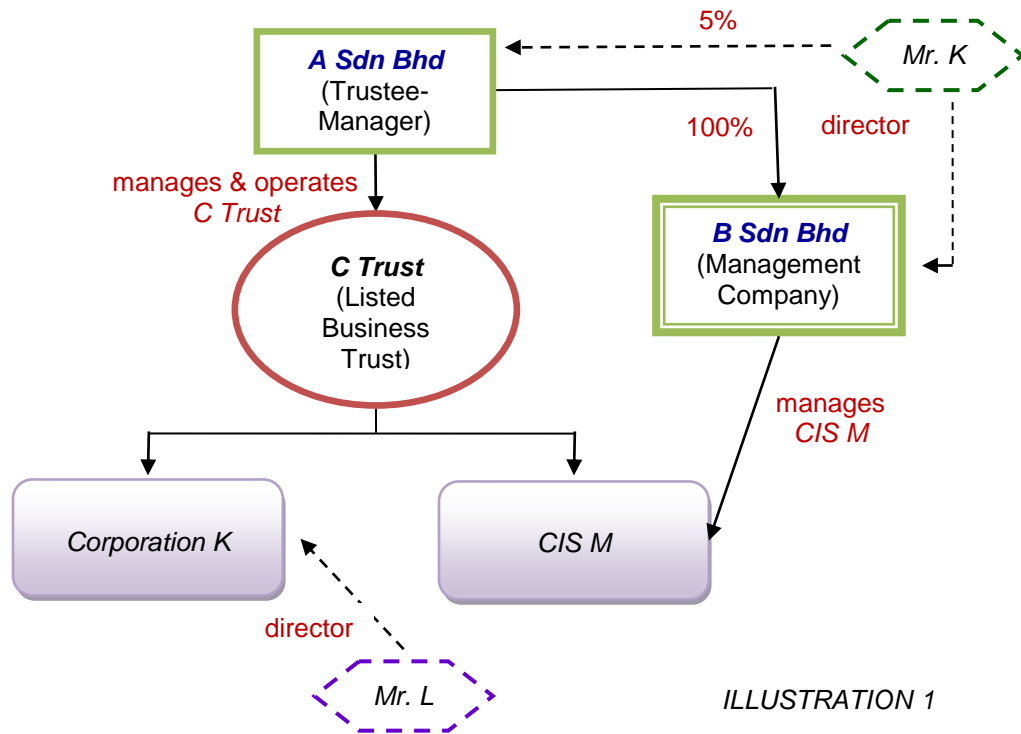 5%
A Sdn Bhd
(Trustee-
Manager)
Mr. K
100%
director
manages & operates
C Trust
B Sdn Bhd
(Management
Company)
C Trust
(Listed
Business
Trust)
manages
CIS M
Corporation K
CIS M
director
Mr. L
ILLUSTRATION 1